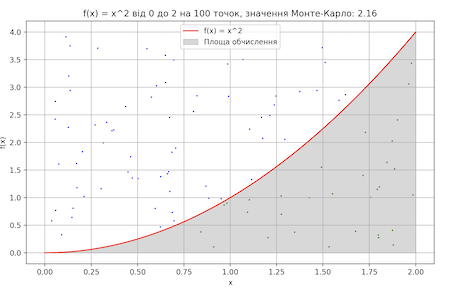 f(x) = x^2 від 0 до 2 на 100 точок, значення Монте-Карло: 2.16
f(x) = x^2
Площа обчислення
4.0
3.5
3.0
2.5
2.0
1.5
1.0
0.5
0.0
f(x)
0.00 0.25 0.50 0.75 1.00 1.25 1.50 1.75 2.00
x